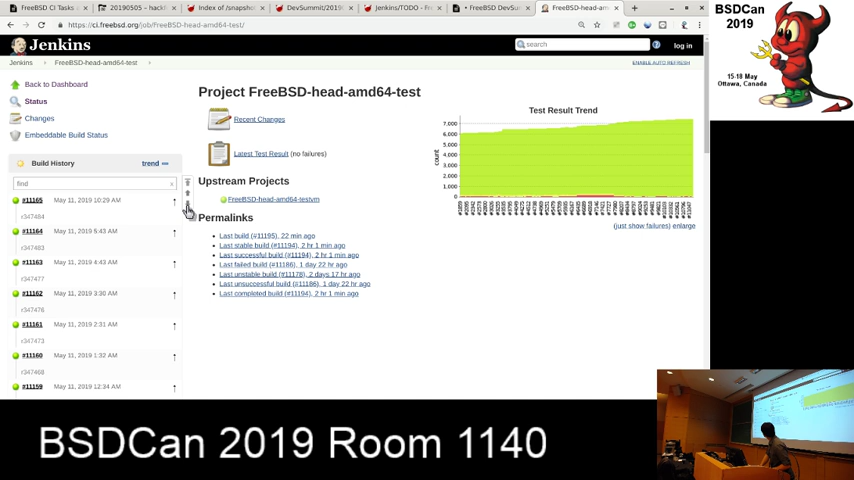 FreeBSD CI Tasks a
20190505 – hackf
Index of /snapshot
DevSummit/2019
Jenkins/TODO - Fre
• FreeBSD DevSum
FreeBSD-head-am
https://ci.freebsd.org/job/FreeBSD-head-amd64-test/
Jenkins
search
log in
Jenkins
FreeBSD-head-amd64-test
ENABLE AUTO REFRESH
Back to Dashboard
Status
Changes
Embeddable Build Status
Build History
trend
find
x
#11165
May 11, 2019 10:29 AM
r347484
#11164
May 11, 2019 5:43 AM
r347483
#11163
May 11, 2019 4:43 AM
r347477
#11162
May 11, 2019 3:30 AM
r347476
#11161
May 11, 2019 2:31 AM
r347473
#11160
May 11, 2019 1:32 AM
r347468
#11159
May 11, 2019 12:34 AM
Project FreeBSD-head-amd64-test
Recent Changes
Latest Test Result (no failures)
Upstream Projects
FreeBSD-head-amd64-testvm
Permalinks
Last build (#11195), 22 min ago
Last stable build (#11194), 2 hr 1 min ago
Last successful build (#11194), 2 hr 1 min ago
Last failed build (#11186), 1 day 22 hr ago
Last unstable build (#11178), 2 days 17 hr ago
Last unsuccessful build (#11186), 1 day 22 hr ago
Last completed build (#11194), 2 hr 1 min ago
Test Result Trend
count
7,000
6,000
5,000
4,000
3,000
2,000
1,000
0
(just show failures) enlarge
BSDCan
2019
15-18 May
Ottawa, Canada
BSDCan 2019 Room 1140